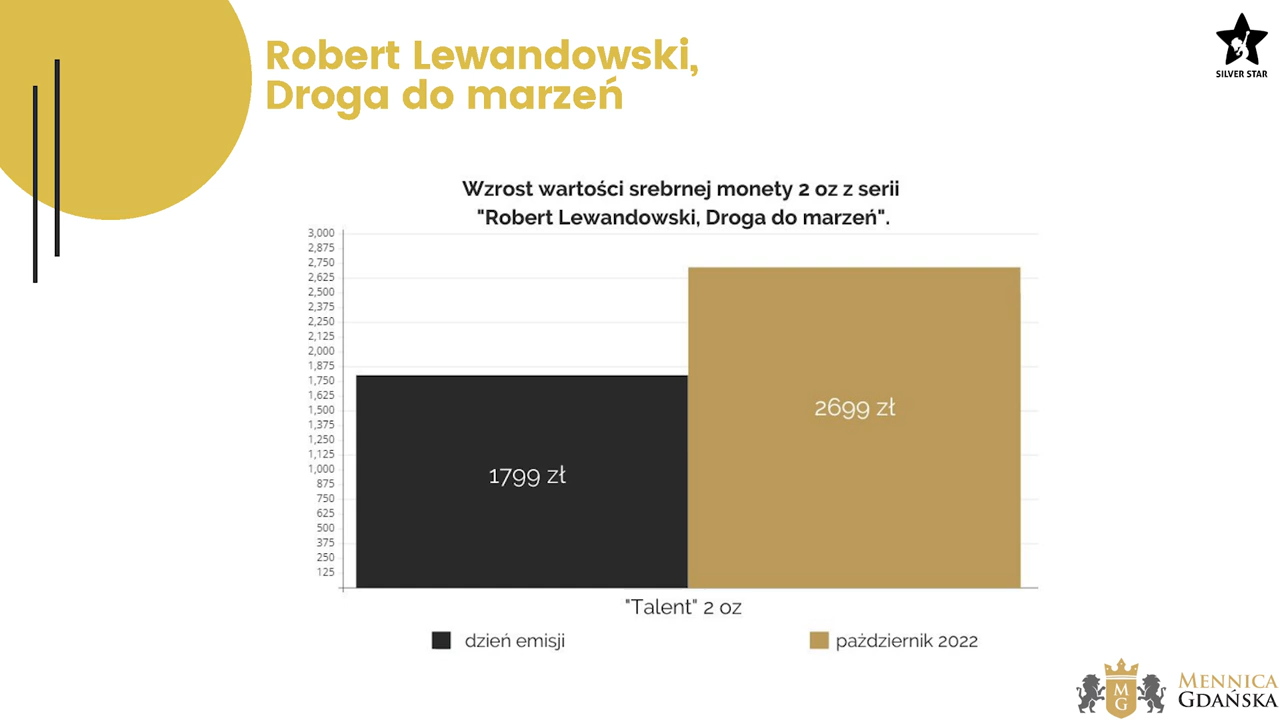 Robert Lewandowski,
Droga do marzeń
SILVER STAR
Wzrost wartości srebrnej monety 2 oz z serii
"Robert Lewandowski, Droga do marzeń".
3,000
2,875
2,750
2,625
2,500
2,375
2,250
2,125
2,000
1,875
1,750
1,625
1,500
1,375
1,250
1,125
1,000
875
750
625
500
375
250
125
1799 zł
2699 zł
"Talent" 2 oz
dzień emisji
październik 2022
M
G
MENNICA
GDAŃSKA